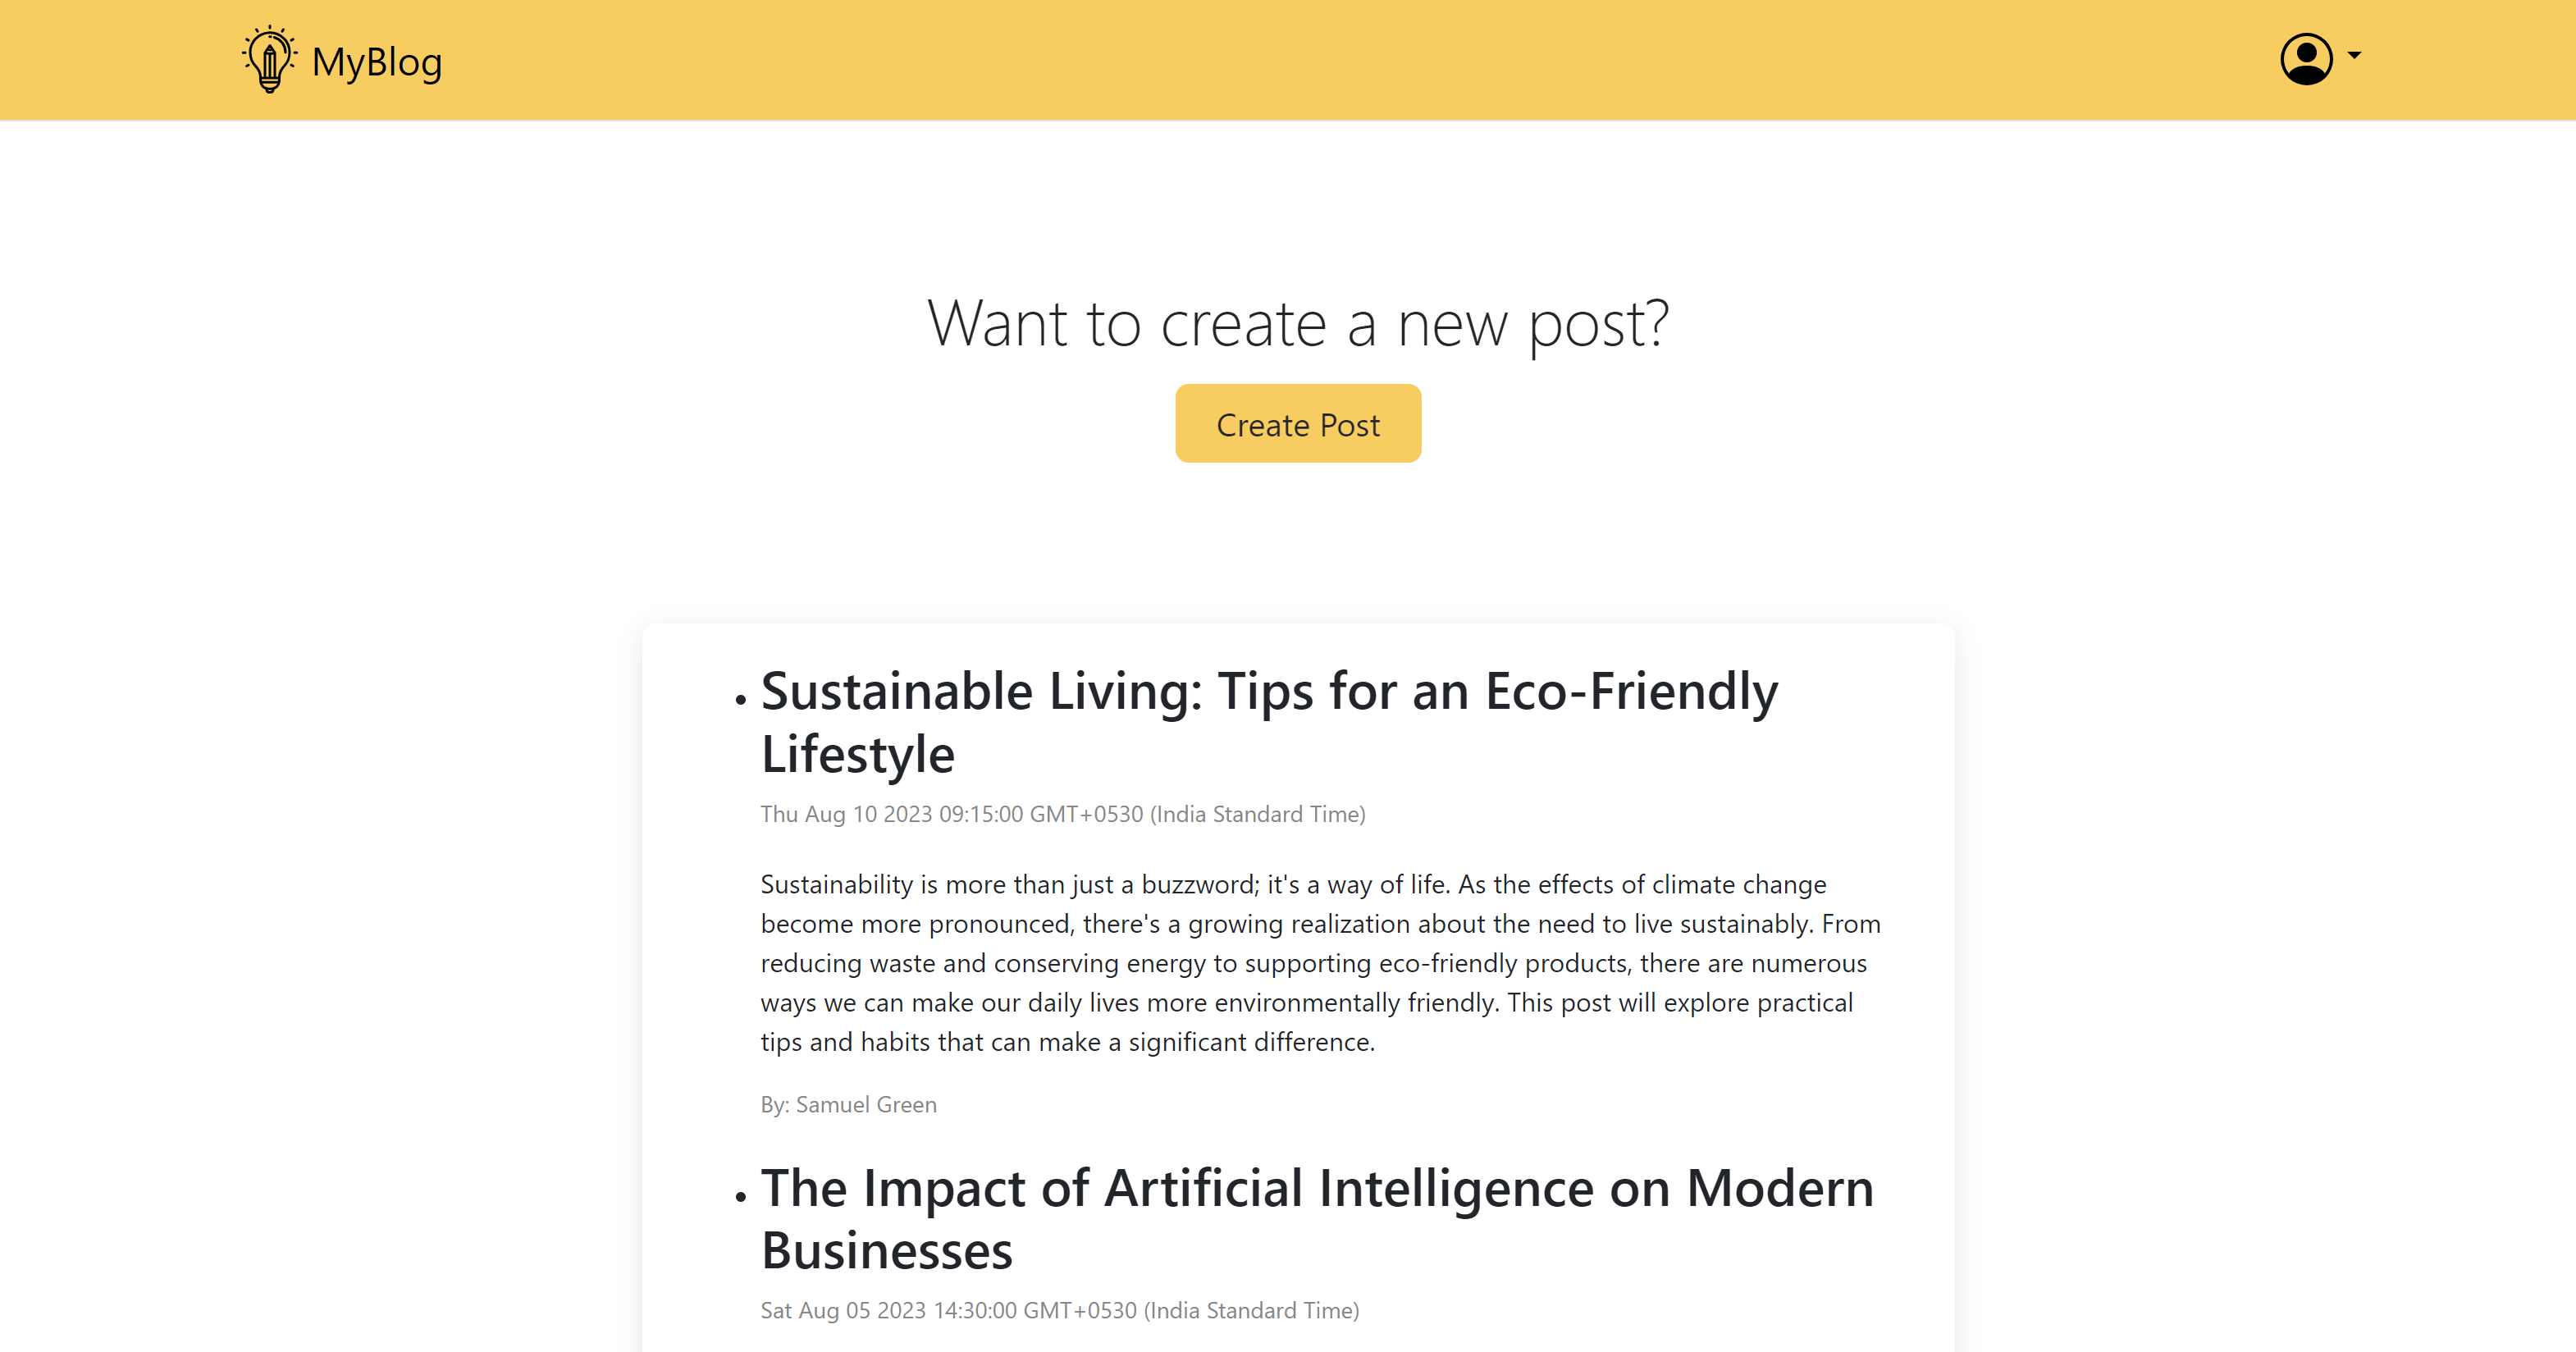 MyBlog
Want to create a new post?
Create Post
• Sustainable Living: Tips for an Eco-Friendly
Lifestyle
Thu Aug 10 2023 09:15:00 GMT+0530 (India Standard Time)
Sustainability is more than just a buzzword; it's a way of life. As the effects of climate change
become more pronounced, there's a growing realization about the need to live sustainably. From
reducing waste and conserving energy to supporting eco-friendly products, there are numerous
ways we can make our daily lives more environmentally friendly. This post will explore practical
tips and habits that can make a significant difference.
By: Samuel Green
• The Impact of Artificial Intelligence on Modern
Businesses
Sat Aug 05 2023 14:30:00 GMT+0530 (India Standard Time)